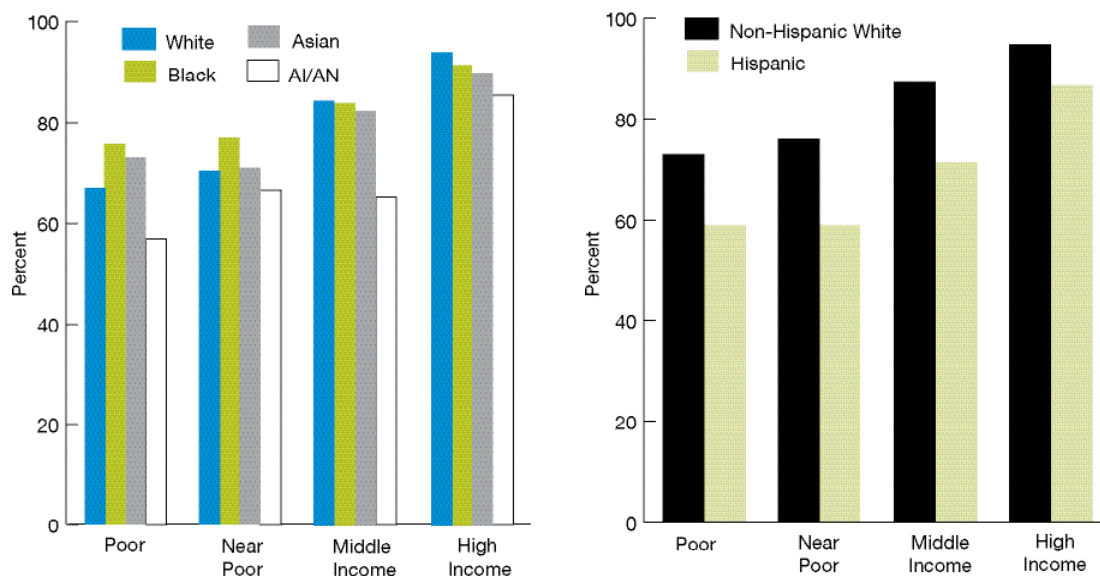 100
White
Asian
Black
AI/AN
80
60
Percent
40
20
0
Poor
Near
Poor
Middle
Income
High
Income
100
Non-Hispanic White
Hispanic
80
60
Percent
40
20
0
Poor
Near
Poor
Middle
Income
High
Income